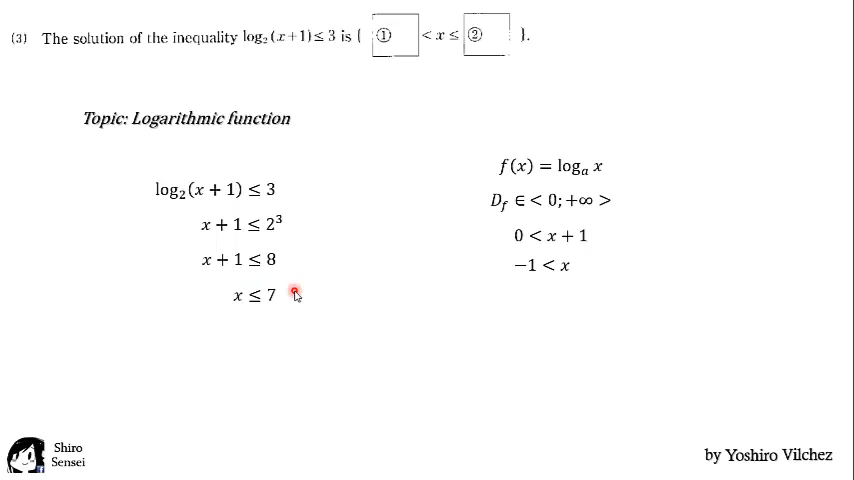 (3) The solution of the inequality log₂(x+1)≤3 is { ① < x ≤ ② }.
Topic: Logarithmic function
log₂(x + 1) ≤ 3
x + 1 ≤ 2³
x + 1 ≤ 8
x ≤ 7
f(x) = logₐ x
D_f ∈ < 0; +∞ >
0 < x + 1
−1 < x
Shiro
Sensei
by Yoshiro Vilchez